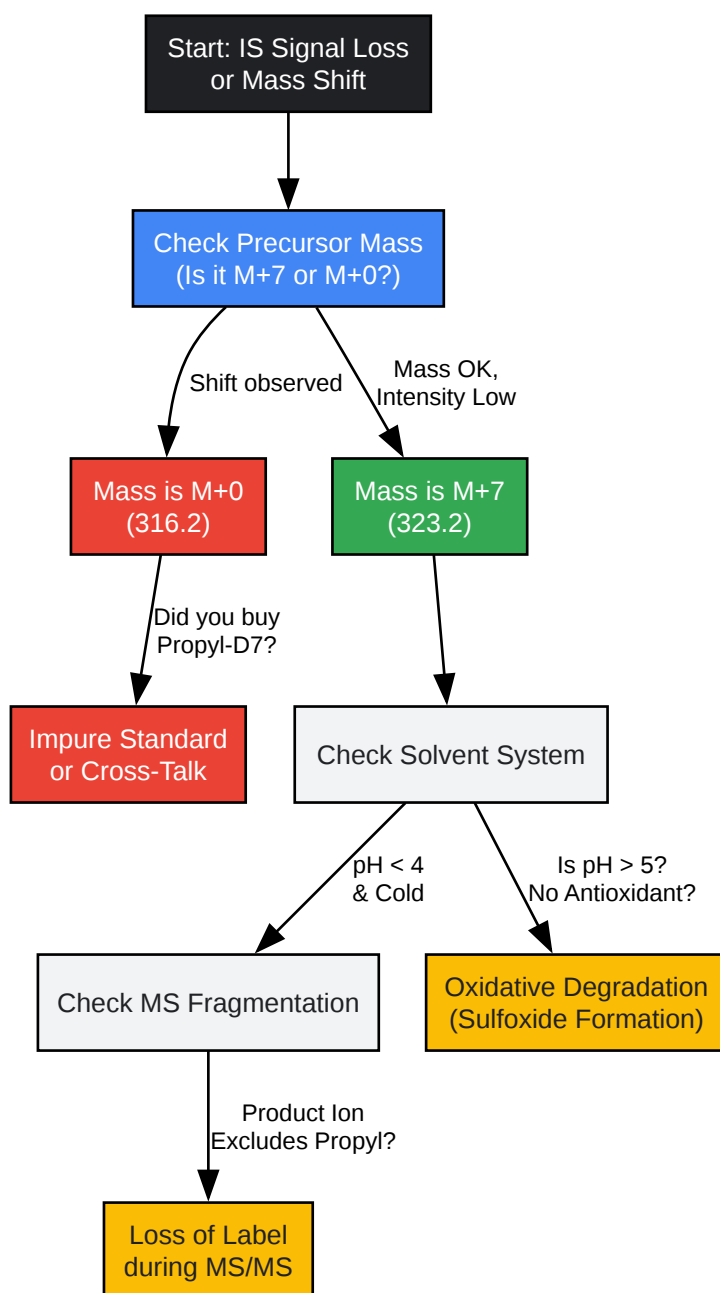 Start: IS Signal Loss
or Mass Shift
Check Precursor Mass
(Is it M+7 or M+0?)
Shift observed
Mass OK,
Intensity Low
Mass is M+0
(316.2)
Mass is M+7
(323.2)
Did you buy
Propyl-D7?
Impure Standard
or Cross-Talk
Check Solvent System
pH < 4
& Cold
Is pH > 5?
No Antioxidant?
Check MS Fragmentation
Oxidative Degradation
(Sulfoxide Formation)
Product Ion
Excludes Propyl?
Loss of Label
during MS/MS